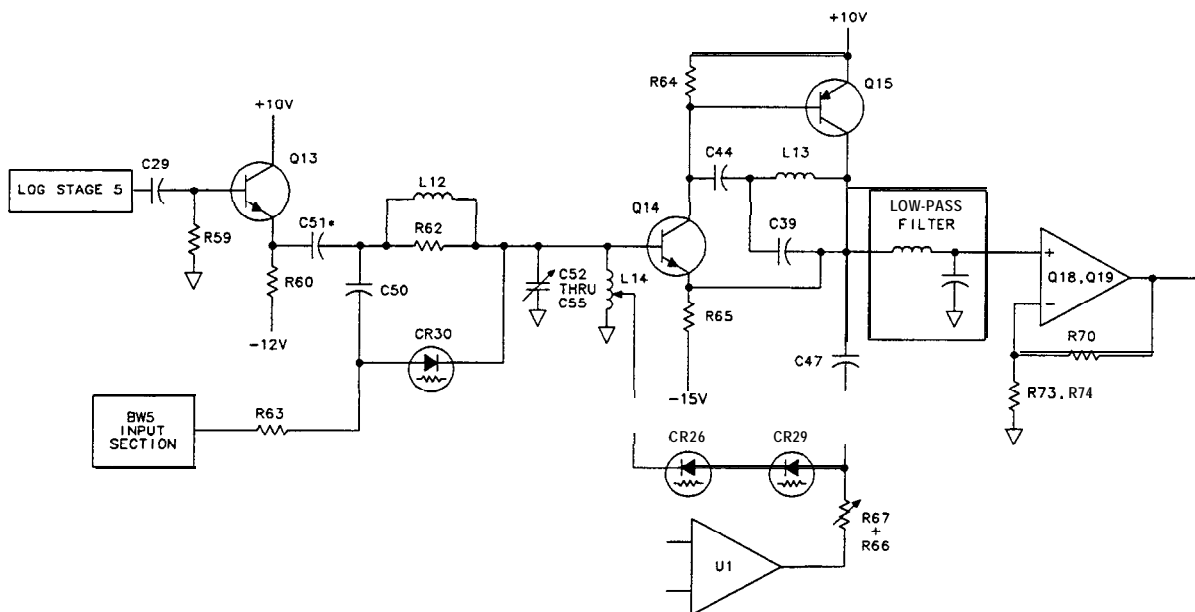 +10V
R64
Q15
+10V
C29
Q13
LOG STAGE 5
C44
L13
L12
Q14
LOW-PASS
FILTER
C51*
R62
C39
R59
+
Q18,Q19
−
R60
C50
C52
THRU
C55
L14
R65
R70
−12V
CR30
C47
R73,R74
−15V
BW5
INPUT
SECTION
R63
CR26
CR29
R67
+
R66
U1